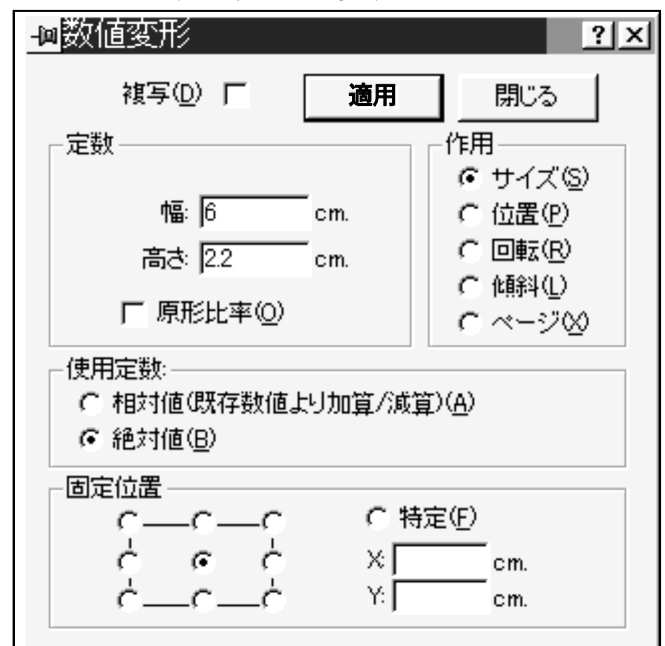 数値変形 ? ×
複写(D) 適用 閉じる
定数
幅: 6 cm.
高さ: 2.2 cm.
原形比率(O)
作用
サイズ(S)
位置(P)
回転(R)
傾斜(L)
ページ(X)
使用定数:
相対値(既存数値より加算/減算)(A)
絶対値(B)
固定位置
特定(F)
X: cm.
Y: cm.